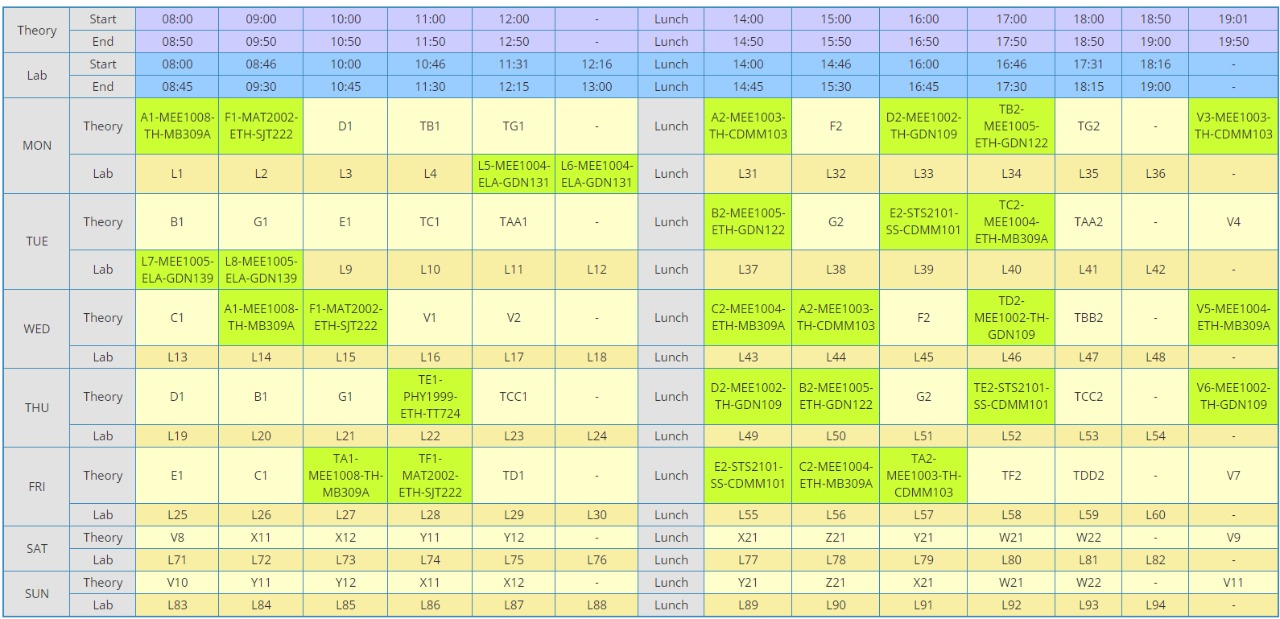 Theory Start 08:00 09:00 10:00 11:00 12:00 - Lunch 14:00 15:00 16:00 17:00 18:00 18:50 19:01
End 08:50 09:50 10:50 11:50 12:50 - Lunch 14:50 15:50 16:50 17:50 18:50 19:00 19:50
Lab Start 08:00 08:46 10:00 10:46 11:31 12:16 Lunch 14:00 14:46 16:00 16:46 17:31 18:16 -
End 08:45 09:30 10:45 11:30 12:15 13:00 Lunch 14:45 15:30 16:45 17:30 18:15 19:00 -
MON Theory A1-MEE1008-TH-MB309A F1-MAT2002-ETH-SJT222 D1 TB1 TG1 - Lunch A2-MEE1003-TH-CDMM103 F2 D2-MEE1002-TH-GDN109 TB2-MEE1005-ETH-GDN122 TG2 - V3-MEE1003-TH-CDMM103
Lab L1 L2 L3 L4 L5-MEE1004-ELA-GDN131 L6-MEE1004-ELA-GDN131 Lunch L31 L32 L33 L34 L35 L36 -
TUE Theory B1 G1 E1 TC1 TAA1 - Lunch B2-MEE1005-ETH-GDN122 G2 E2-STS2101-SS-CDMM101 TC2-MEE1004-ETH-MB309A TAA2 - V4
Lab L7-MEE1005-ELA-GDN139 L8-MEE1005-ELA-GDN139 L9 L10 L11 L12 Lunch L37 L38 L39 L40 L41 L42 -
WED Theory C1 A1-MEE1008-TH-MB309A F1-MAT2002-ETH-SJT222 V1 V2 - Lunch C2-MEE1004-ETH-MB309A A2-MEE1003-TH-CDMM103 F2 TD2-MEE1002-TH-GDN109 TBB2 - V5-MEE1004-ETH-MB309A
Lab L13 L14 L15 L16 L17 L18 Lunch L43 L44 L45 L46 L47 L48 -
THU Theory D1 B1 G1 TE1-PHY1999-ETH-TT724 TCC1 - Lunch D2-MEE1002-TH-GDN109 B2-MEE1005-ETH-GDN122 G2 TE2-STS2101-SS-CDMM101 TCC2 - V6-MEE1002-TH-GDN109
Lab L19 L20 L21 L22 L23 L24 Lunch L49 L50 L51 L52 L53 L54 -
FRI Theory E1 C1 TA1-MEE1008-TH-MB309A TF1-MAT2002-ETH-SJT222 TD1 - Lunch E2-STS2101-SS-CDMM101 C2-MEE1004-ETH-MB309A TA2-MEE1003-TH-CDMM103 TF2 TDD2 - V7
Lab L25 L26 L27 L28 L29 L30 Lunch L55 L56 L57 L58 L59 L60 -
SAT Theory V8 X11 X12 Y11 Y12 - Lunch X21 Z21 Y21 W21 W22 - V9
Lab L71 L72 L73 L74 L75 L76 Lunch L77 L78 L79 L80 L81 L82 -
SUN Theory V10 Y11 Y12 X11 X12 - Lunch Y21 Z21 X21 W21 W22 - V11
Lab L83 L84 L85 L86 L87 L88 Lunch L89 L90 L91 L92 L93 L94 -